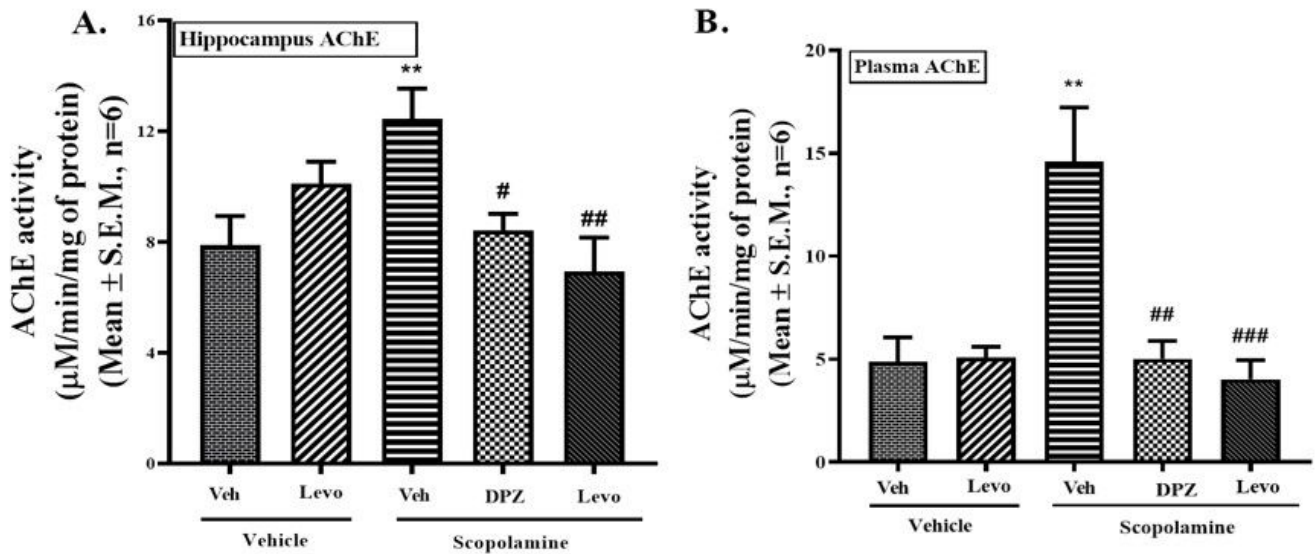 A.
Hippocampus AChE
AChE activity
(µM/min/mg of protein)
(Mean ± S.E.M., n=6)
16
12
8
4
0
**
#
##
Veh Levo Veh DPZ Levo
Vehicle Scopolamine
B.
Plasma AChE
AChE activity
(µM/min/mg of protein)
(Mean ± S.E.M., n=6)
20
15
10
5
0
**
##
###
Veh Levo Veh DPZ Levo
Vehicle Scopolamine